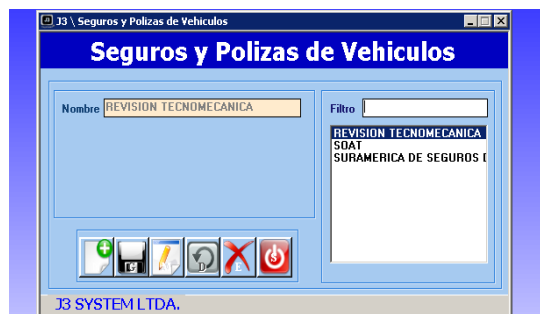 J3 \ Seguros y Polizas de Vehiculos
Seguros y Polizas de Vehiculos
Nombre REVISION TECNOMECANICA
Filtro
REVISION TECNOMECANICA
SOAT
SURAMERICA DE SEGUROS D
G
D
E
S
J3 SYSTEM LTDA.